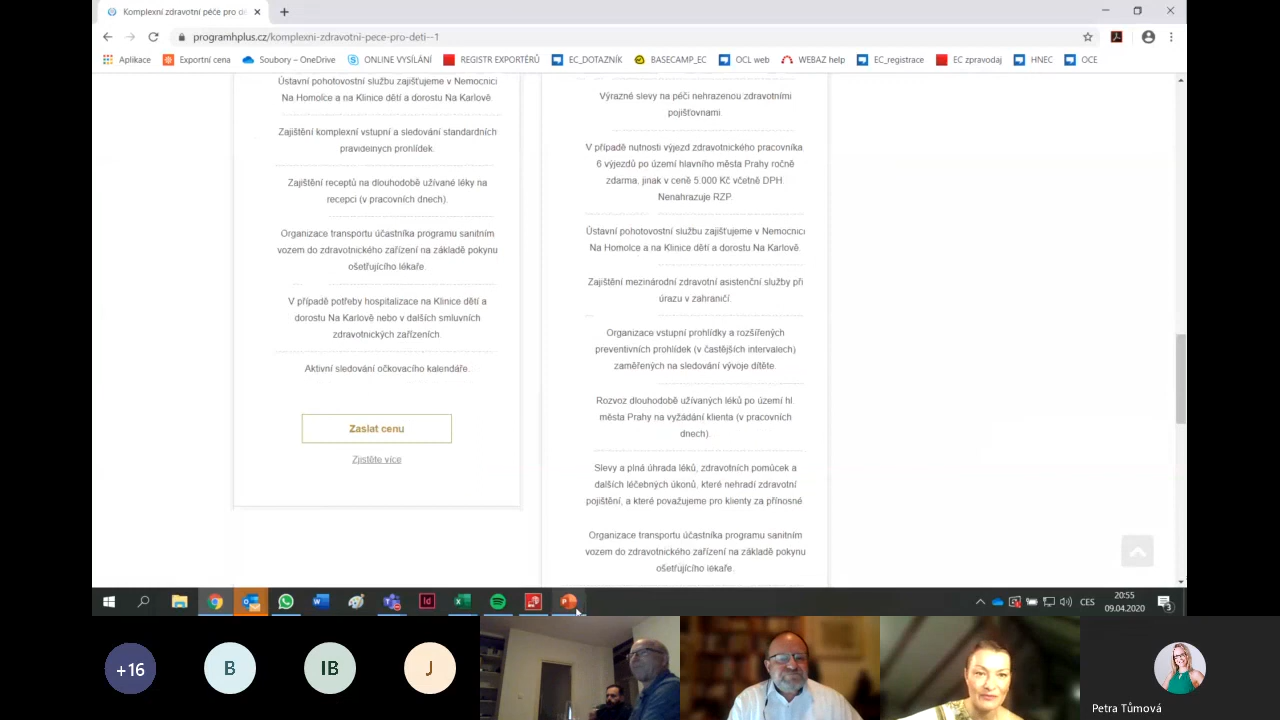 Komplexní zdravotní péče pro dě
programhplus.cz/komplexni-zdravotni-pece-pro-deti--1
Aplikace
Exportní cena
Soubory – OneDrive
ONLINE VYSÍLÁNÍ
REGISTR EXPORTÉRŮ
EC_DOTAZNÍK
BASECAMP_EC
OCL web
WEBAZ help
EC_registrace
EC zpravodaj
HNEC
OCE
Ústavní pohotovostní službu zajišťujeme v Nemocnici
Na Homolce a na Klinice dětí a dorostu Na Karlově
Zajištění komplexní vstupní a sledování standardních
pravidelných prohlídek.
Zajištění receptů na dlouhodobě užívané léky na
recepci (v pracovních dnech).
Organizace transportu účastníka programu sanitním
vozem do zdravotnického zařízení na základě pokynu
ošetřujícího lékaře.
V případě potřeby hospitalizace na Klinice dětí a
dorostu Na Karlově nebo v dalších smluvních
zdravotnických zařízeních.
Aktivní sledování očkovacího kalendáře.
Zaslat cenu
Zjistěte více
Výrazné slevy na péči nehrazenou zdravotními
pojišťovnami.
V případě nutnosti výjezd zdravotnického pracovníka.
6 výjezdů po území hlavního města Prahy ročně
zdarma, jinak v ceně 5.000 Kč včetně DPH.
Nenahrazuje RZP.
Ústavní pohotovostní službu zajišťujeme v Nemocnici
Na Homolce a na Klinice dětí a dorostu Na Karlově.
Zajištění mezinárodní zdravotní asistenční služby při
úrazu v zahraničí.
Organizace vstupní prohlídky a rozšířených
preventivních prohlídek (v častějších intervalech)
zaměřených na sledování vývoje dítěte.
Rozvoz dlouhodobě užívaných léků po území hl.
města Prahy na vyžádání klienta (v pracovních
dnech).
Slevy a plná úhrada léků, zdravotních pomůcek a
dalších léčebných úkonů, které nehradí zdravotní
pojištění, a které považujeme pro klienty za přínosné
Organizace transportu účastníka programu sanitním
vozem do zdravotnického zařízení na základě pokynu
ošetřujícího lékaře.
CES
20:55
09.04.2020
3
+16
B
IB
J
Petra Tůmová